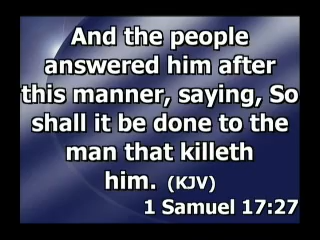 And the people
answered him after
this manner, saying, So
shall it be done to the
man that killeth
him. (KJV)
1 Samuel 17:27